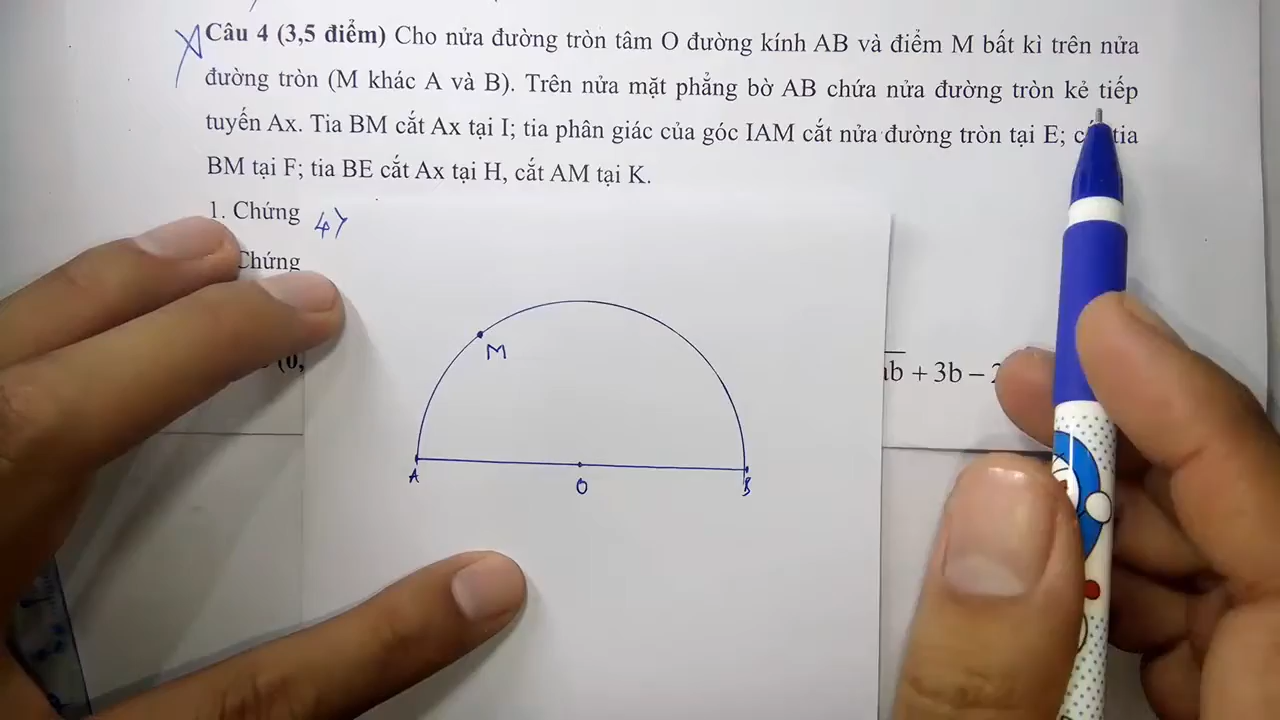 Câu 4 (3,5 điểm) Cho nửa đường tròn tâm O đường kính AB và điểm M bất kì trên nửa
đường tròn (M khác A và B). Trên nửa mặt phẳng bờ AB chứa nửa đường tròn kẻ tiếp
tuyến Ax. Tia BM cắt Ax tại I; tia phân giác của góc IAM cắt nửa đường tròn tại E; tia
BM tại F; tia BE cắt Ax tại H, cắt AM tại K.
1. Chứng 4>
Chứng
M
(0,
b + 3b –
A O B